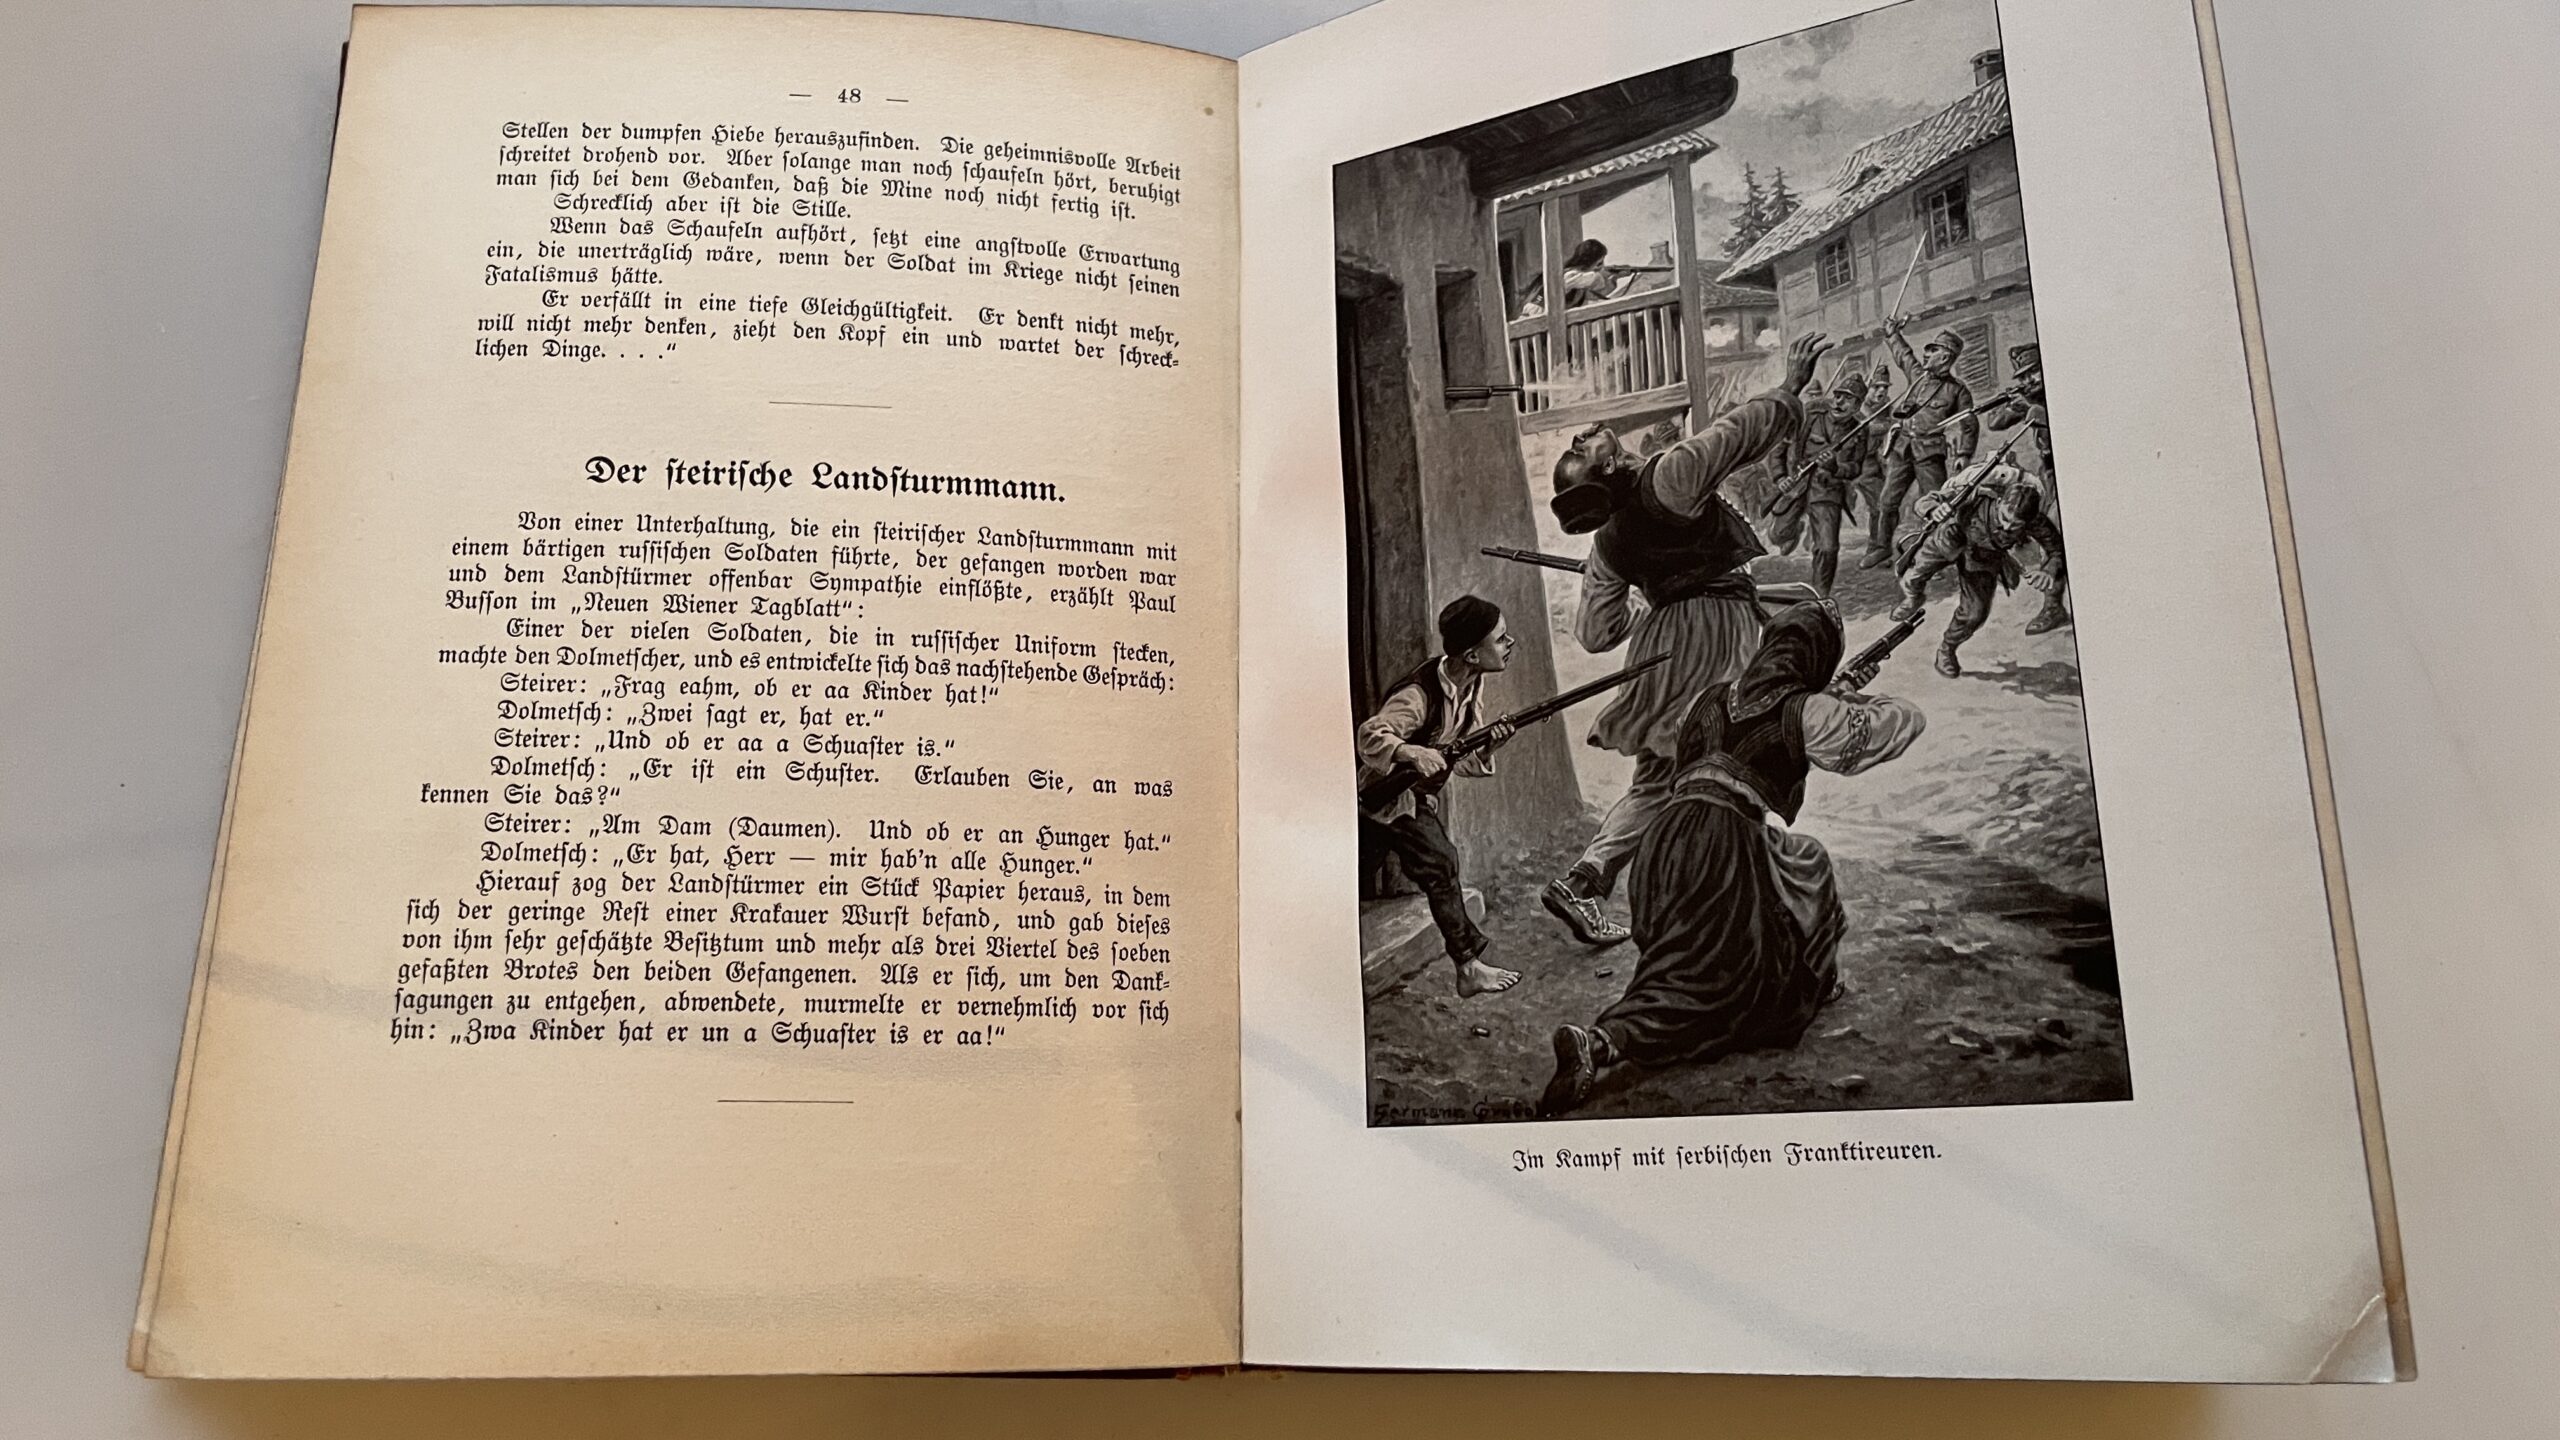 — 48 —
Stellen der dumpfen Hiebe herauszufinden. Die geheimnisvolle Arbeit
schreitet drohend vor. Aber solange man noch schaufeln hört, beruhigt
man sich bei dem Gedanken, daß die Mine noch nicht fertig ist.
Schrecklich aber ist die Stille.
Wenn das Schaufeln aufhört, setzt eine angstvolle Erwartung
ein, die unerträglich wäre, wenn der Soldat im Kriege nicht seinen
Fatalismus hätte.
Er verfällt in eine tiefe Gleichgültigkeit. Er denkt nicht mehr,
will nicht mehr denken, zieht den Kopf ein und wartet der schreck-
lichen Dinge. . . .“
Der steirische Landsturmmann.
Von einer Unterhaltung, die ein steirischer Landsturmmann mit
einem bärtigen russischen Soldaten führte, der gefangen worden war
und dem Landstürmer offenbar Sympathie einflößte, erzählt Paul
Busson im „Neuen Wiener Tagblatt“:
Einer der vielen Soldaten, die in russischer Uniform stecken,
machte den Dolmetscher, und es entwickelte sich das nachstehende Gespräch:
Steirer: „Frag eahm, ob er aa Kinder hat!“
Dolmetsch: „Zwei sagt er, hat er.“
Steirer: „Und ob er aa a Schuaster is.“
Dolmetsch: „Er ist ein Schuster. Erlauben Sie, an was
kennen Sie das?“
Steirer: „Am Dam (Daumen). Und ob er an Hunger hat.“
Dolmetsch: „Er hat, Herr — mir hab'n alle Hunger.“
Hierauf zog der Landstürmer ein Stück Papier heraus, in dem
sich der geringe Rest einer Krakauer Wurst befand, und gab dieses
von ihm sehr geschätzte Besitztum und mehr als drei Viertel des soeben
gefaßten Brotes den beiden Gefangenen. Als er sich, um den Dank-
sagungen zu entgehen, abwendete, murmelte er vernehmlich vor sich
hin: „Zwa Kinder hat er un a Schuaster is er aa!“
Im Kampf mit serbischen Franktireuren.